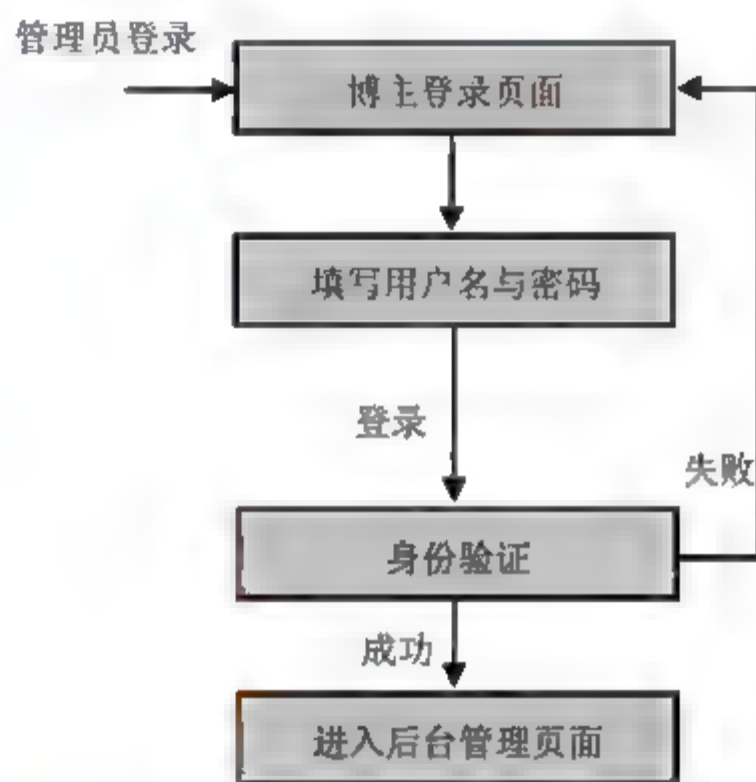 管理员登录
博主登录页面
填写用户名与密码
登录
失败
身份验证
成功
进入后台管理页面